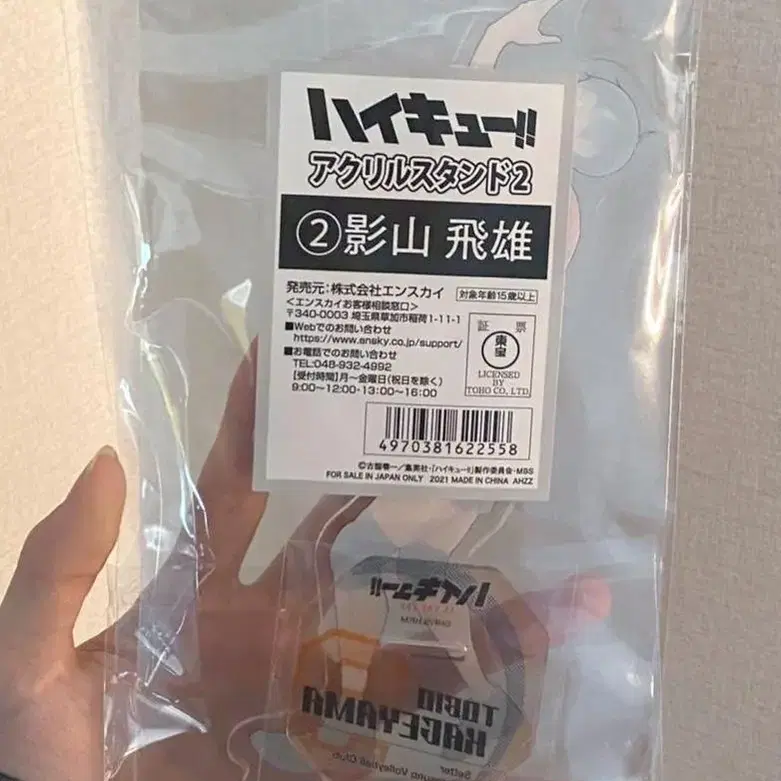 ハイキュー!!
アクリルスタンド2
②影山 飛雄
発売元：株式会社エンスカイ
対象年齢15歳以上
＜エンスカイお客様相談窓口＞
〒340-0003 埼玉県草加市稲荷1-11-1
■Webでのお問い合わせ
https://www.ensky.co.jp/support/
■お電話でのお問い合わせ
TEL:048-932-4992
【受付時間】月～金曜日(祝日を除く)
9:00～12:00・13:00～16:00
証 票
東宝
LICENSED
BY
TOHO CO., LTD.
4970381622558
©古舘春一／集英社・「ハイキュー!!」製作委員会・MBS
FOR SALE IN JAPAN ONLY 2021 MADE IN CHINA AHZZ
ハイキュー!!
TOBIO
KAGEYAMA
Setter
Volleyball Club